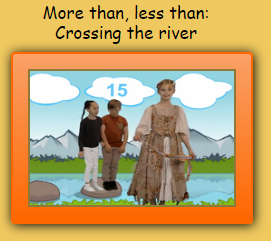 More than, less than:
Crossing the river
15